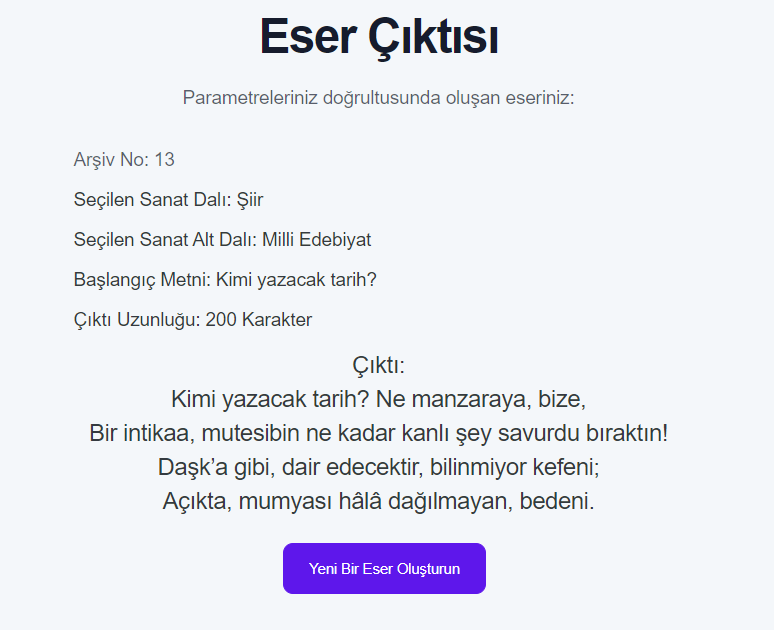 Eser Çıktısı
Parametreleriniz doğrultusunda oluşan eseriniz:
Arşiv No: 13
Seçilen Sanat Dalı: Şiir
Seçilen Sanat Alt Dalı: Milli Edebiyat
Başlangıç Metni: Kimi yazacak tarih?
Çıktı Uzunluğu: 200 Karakter
Çıktı:
Kimi yazacak tarih? Ne manzaraya, bize,
Bir intikaa, mutesibin ne kadar kanlı şey savurdu bıraktın!
Daşk’a gibi, dair edecektir, bilinmiyor kefeni;
Açıkta, mumyası hâlâ dağılmayan, bedeni.
Yeni Bir Eser Oluşturun